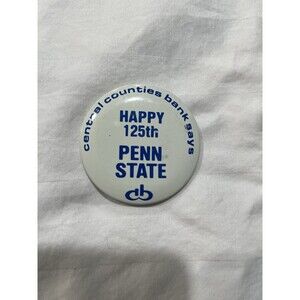 central counties bank says
HAPPY
125th
PENN
STATE